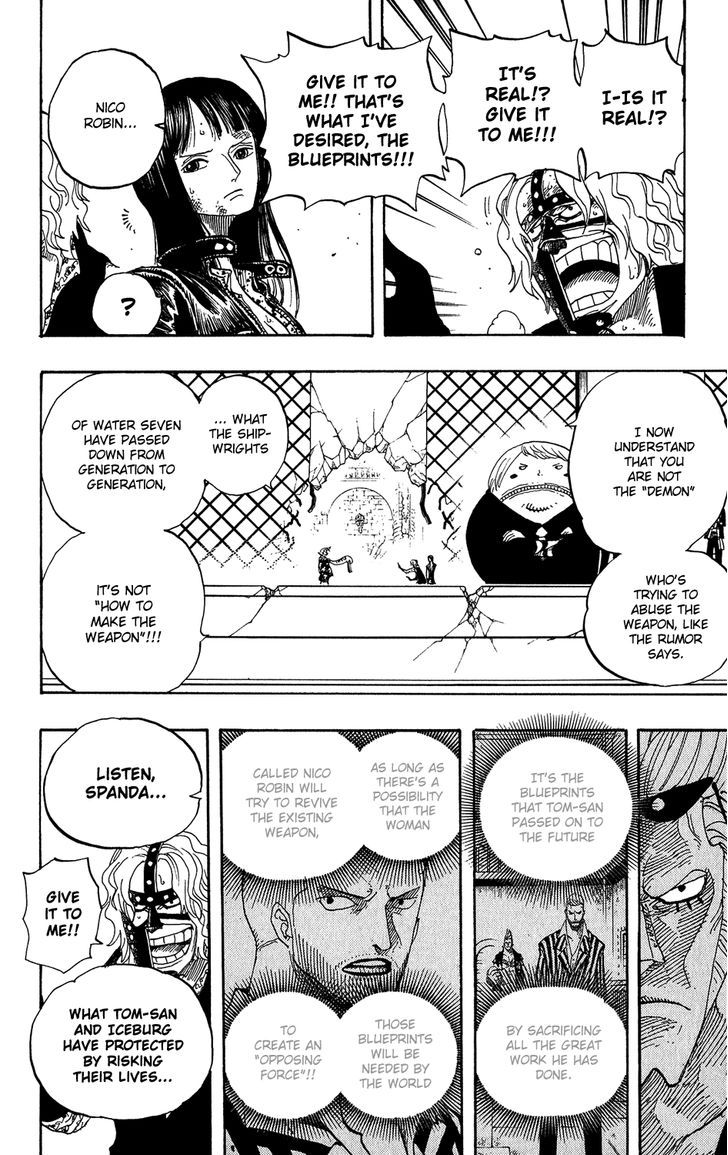 I-IS IT
REAL!?
IT'S
REAL!?
GIVE IT
TO ME!!!
GIVE IT TO
ME!! THAT'S
WHAT I'VE
DESIRED, THE
BLUEPRINTS!!!
NICO
ROBIN...
?
I NOW
UNDERSTAND
THAT YOU
ARE NOT
THE "DEMON"
WHO'S
TRYING TO
ABUSE THE
WEAPON, LIKE
THE RUMOR
SAYS.
... WHAT
THE SHIP-
WRIGHTS
OF WATER SEVEN
HAVE PASSED
DOWN FROM
GENERATION TO
GENERATION,
IT'S NOT
"HOW TO
MAKE THE
WEAPON"!!!
IT'S THE
BLUEPRINTS
THAT TOM-SAN
PASSED ON TO
THE FUTURE
BY SACRIFICING
ALL THE GREAT
WORK HE HAS
DONE.
AS LONG AS
THERE'S A
POSSIBILITY
THAT THE
WOMAN
CALLED NICO
ROBIN WILL
TRY TO REVIVE
THE EXISTING
WEAPON,
THOSE
BLUEPRINTS
WILL BE
NEEDED BY
THE WORLD
TO
CREATE AN
"OPPOSING
FORCE"!!
LISTEN,
SPANDA...
GIVE
IT TO
ME!!
WHAT TOM-SAN
AND ICEBURG
HAVE PROTECTED
BY RISKING
THEIR LIVES...